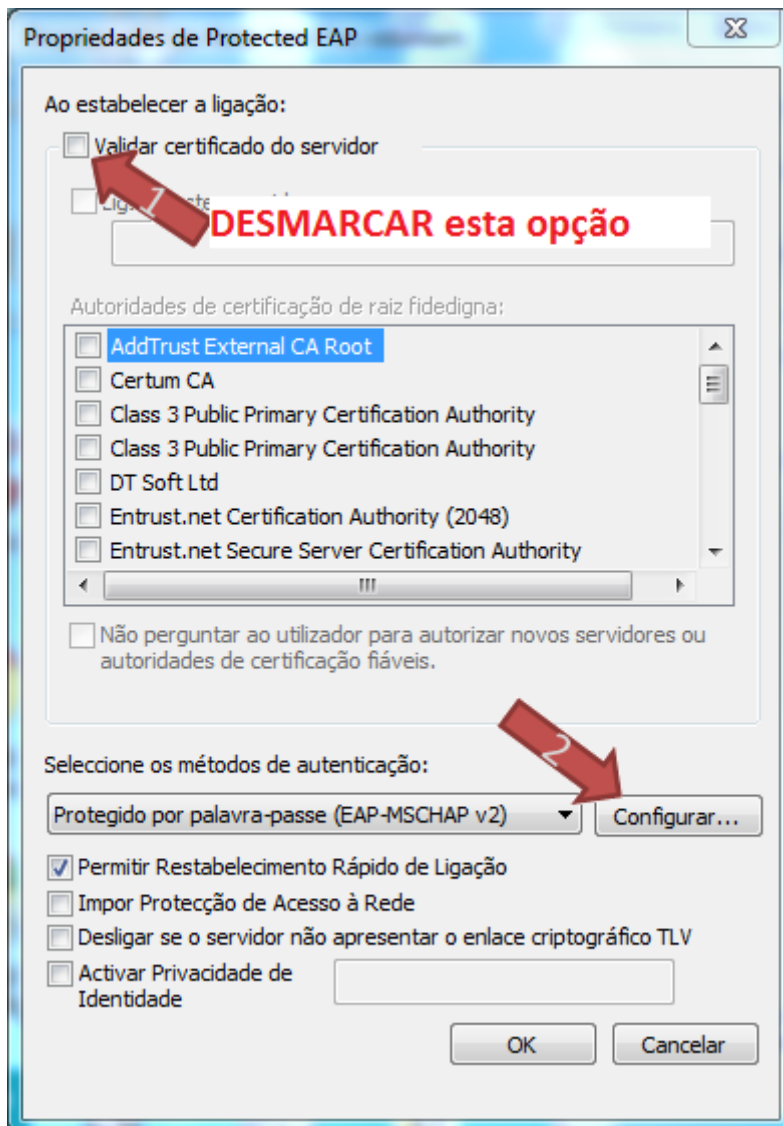 Propriedades de Protected EAP
Ao estabelecer a ligação:
Validar certificado do servidor
1
DESMARCAR esta opção
Autoridades de certificação de raiz fidedigna:
AddTrust External CA Root
Certum CA
Class 3 Public Primary Certification Authority
Class 3 Public Primary Certification Authority
DT Soft Ltd
Entrust.net Certification Authority (2048)
Entrust.net Secure Server Certification Authority
Não perguntar ao utilizador para autorizar novos servidores ou
autoridades de certificação fiáveis.
2
Seleccione os métodos de autenticação:
Protegido por palavra-passe (EAP-MSCHAP v2)
Configurar...
Permitir Restabelecimento Rápido de Ligação
Impor Protecção de Acesso à Rede
Desligar se o servidor não apresentar o enlace criptográfico TLV
Activar Privacidade de
Identidade
OK
Cancelar